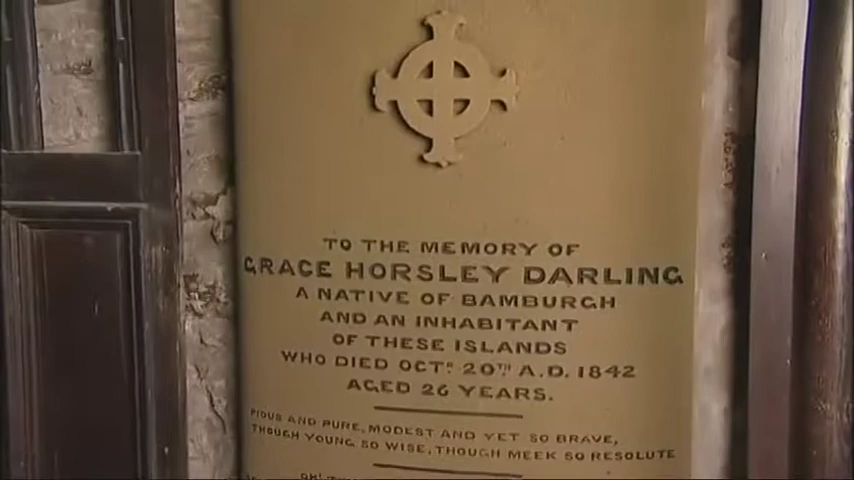 TO THE MEMORY OF
GRACE HORSLEY DARLING
A NATIVE OF BAMBURGH
AND AN INHABITANT
OF THESE ISLANDS
WHO DIED OCTR. 20TH A.D. 1842
AGED 26 YEARS.
PIOUS AND PURE, MODEST AND YET SO BRAVE,
THOUGH YOUNG SO WISE, THOUGH MEEK SO RESOLUTE
OH!